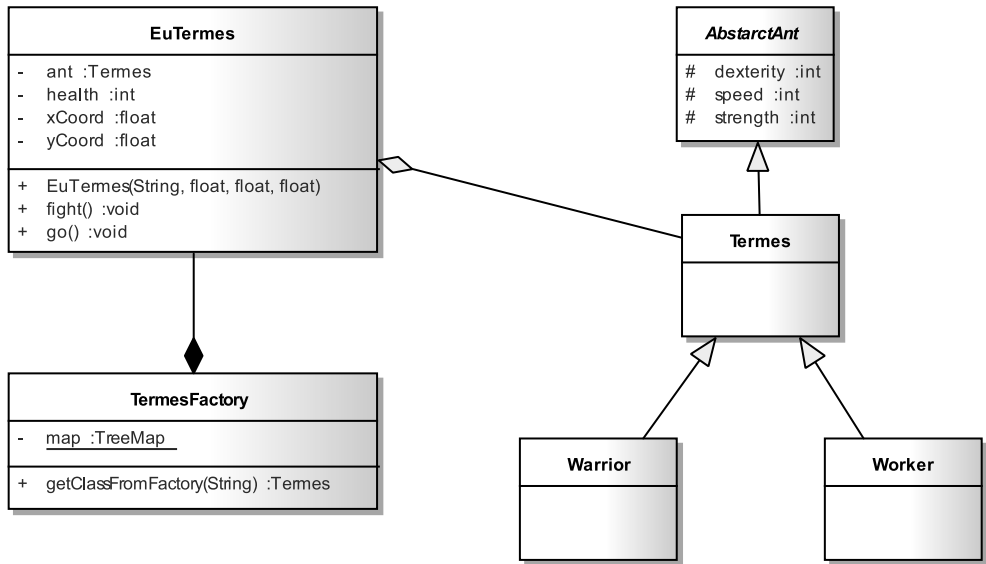 EuTermes
- ant :Termes
- health :int
- xCoord :float
- yCoord :float
+ EuTermes(String, float, float, float)
+ fight() :void
+ go() :void
AbstarctAnt
# dexterity :int
# speed :int
# strength :int
Termes
TermesFactory
- map :TreeMap
+ getClassFromFactory(String) :Termes
Warrior
Worker